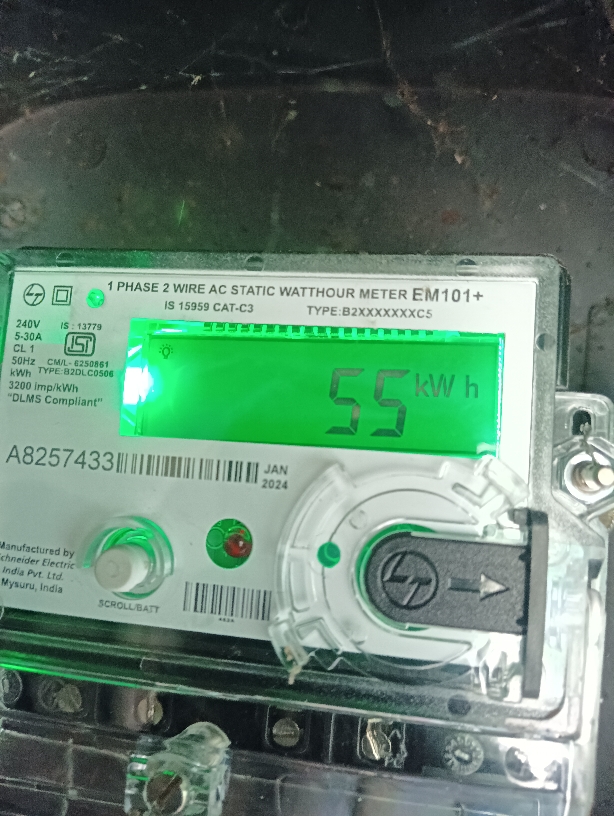 1 PHASE 2 WIRE AC STATIC WATTHOUR METER EM101+
IS 15959 CAT-C3 TYPE:B2XXXXXXXC5
240V IS : 13779
5-30A
CL 1
50Hz CM/L- 6250861
kWh TYPE:B2DLC0506
3200 imp/kWh
"DLMS Compliant"
55 kW h
A8257433
JAN
2024
Manufactured by
Schneider Electric
India Pvt. Ltd.
Mysuru, India
SCROLL/BATT